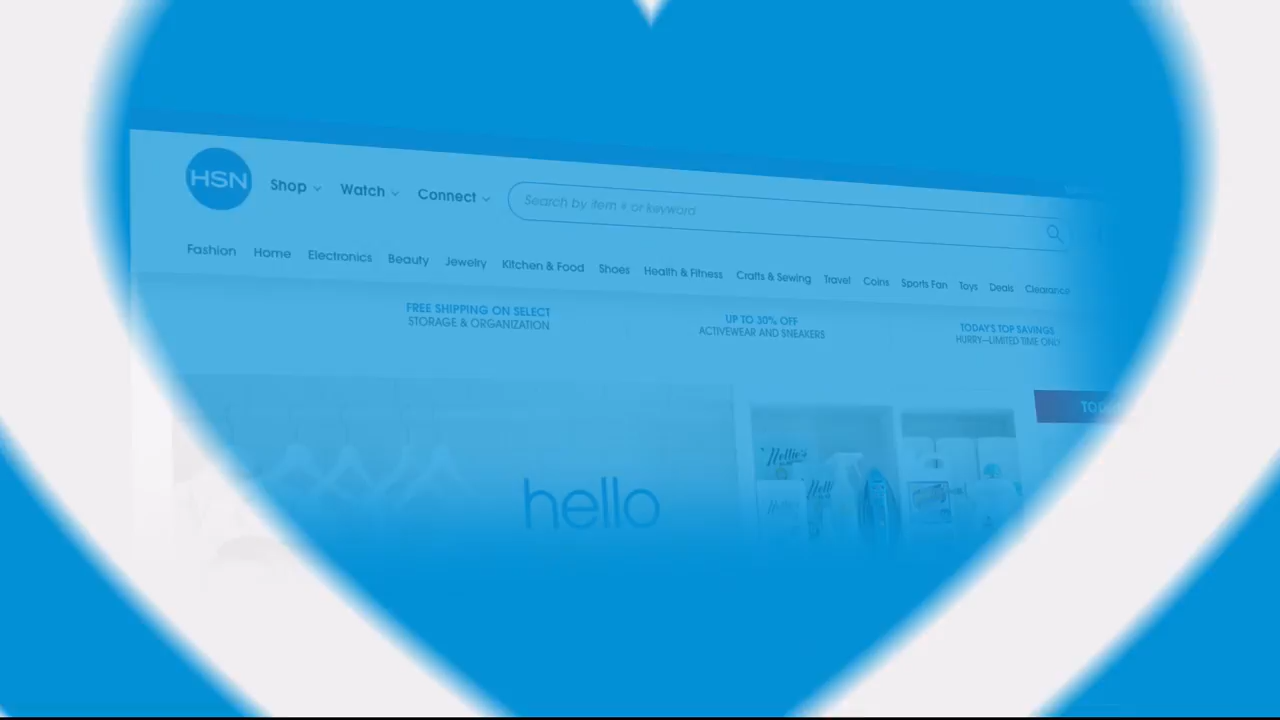 HSN Shop Watch Connect Search by item # or keyword
Fashion Home Electronics Beauty Jewelry Kitchen & Food Shoes Health & Fitness Crafts & Sewing Travel Coins Sports Fan Toys Deals Clearance
FREE SHIPPING ON SELECT
STORAGE & ORGANIZATION
UP TO 30% OFF
ACTIVEWEAR AND SNEAKERS
TODAY'S TOP SAVINGS
HURRY—LIMITED TIME ONLY
hello
Nellie's